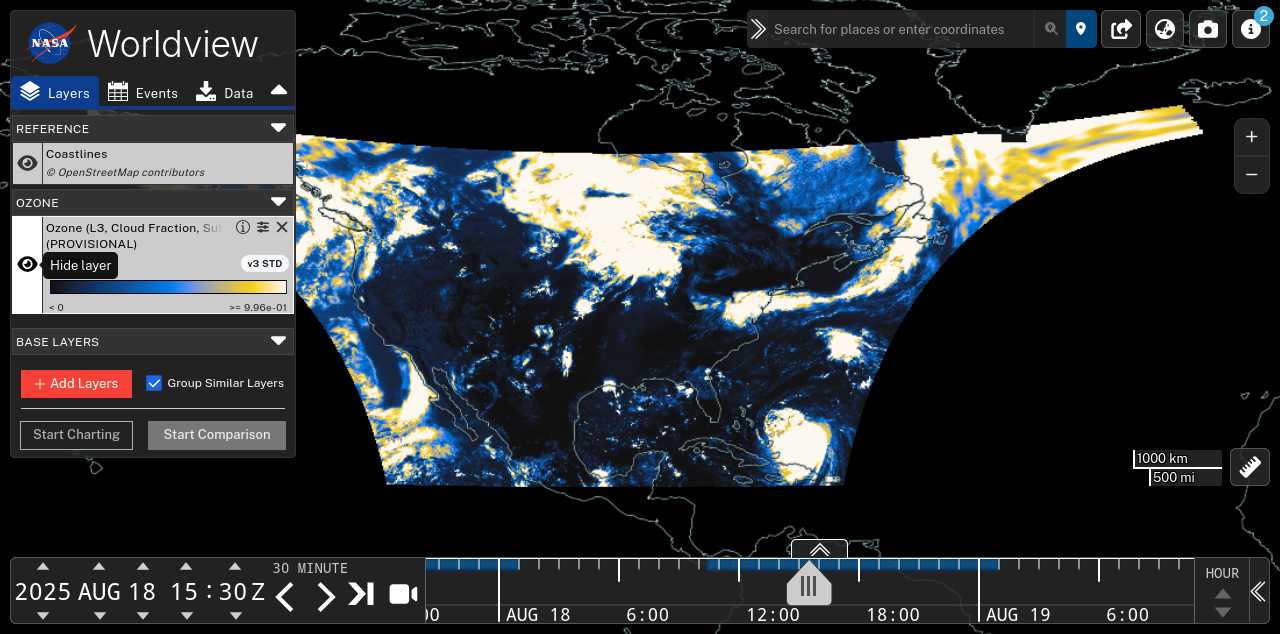 NASA
Worldview
Search for places or enter coordinates
2
Layers
Events
Data
REFERENCE
Coastlines
© OpenStreetMap contributors
OZONE
Ozone (L3, Cloud Fraction, Su
(PROVISIONAL)
Hide layer
v3 STD
< 0
>= 9.96e-01
BASE LAYERS
+ Add Layers
Group Similar Layers
Start Charting
Start Comparison
+
−
1000 km
500 mi
2025 AUG 18 15 : 30 Z
30 MINUTE
00
AUG 18
6:00
12:00
18:00
AUG 19
6:00
HOUR